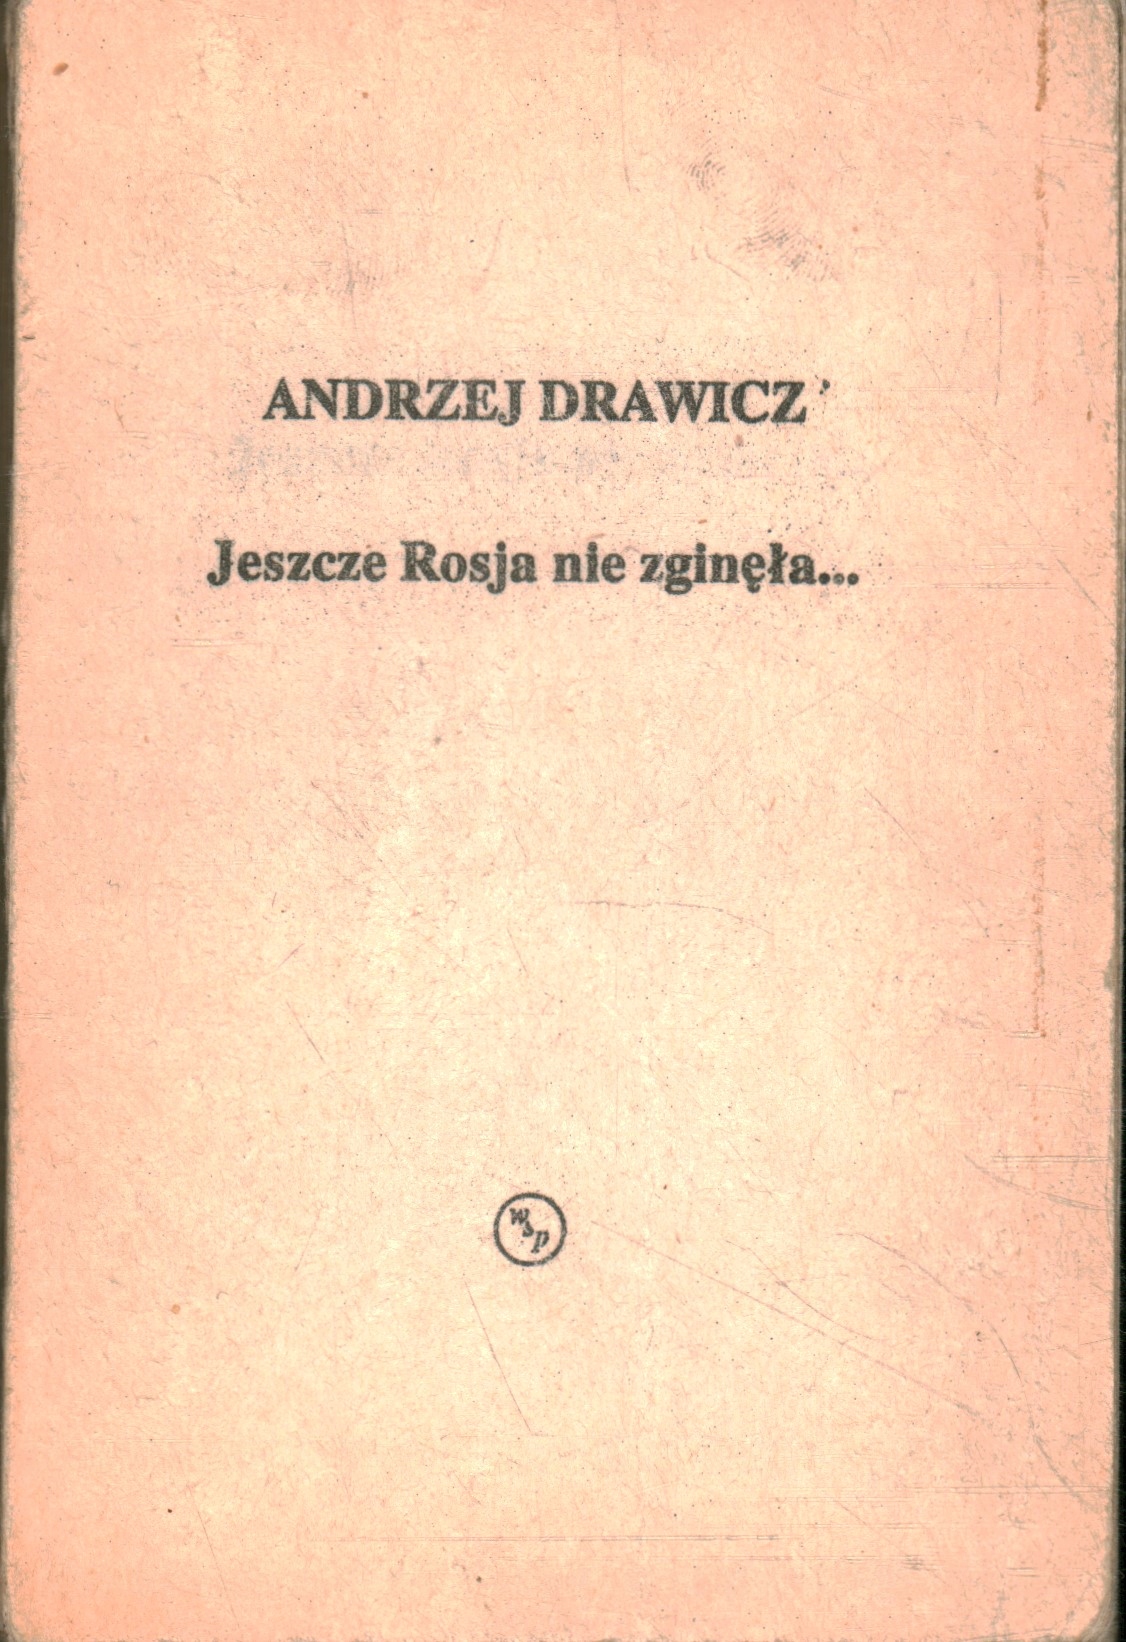 ANDRZEJ DRAWICZ
Jeszcze Rosja nie zginęła...
wsp